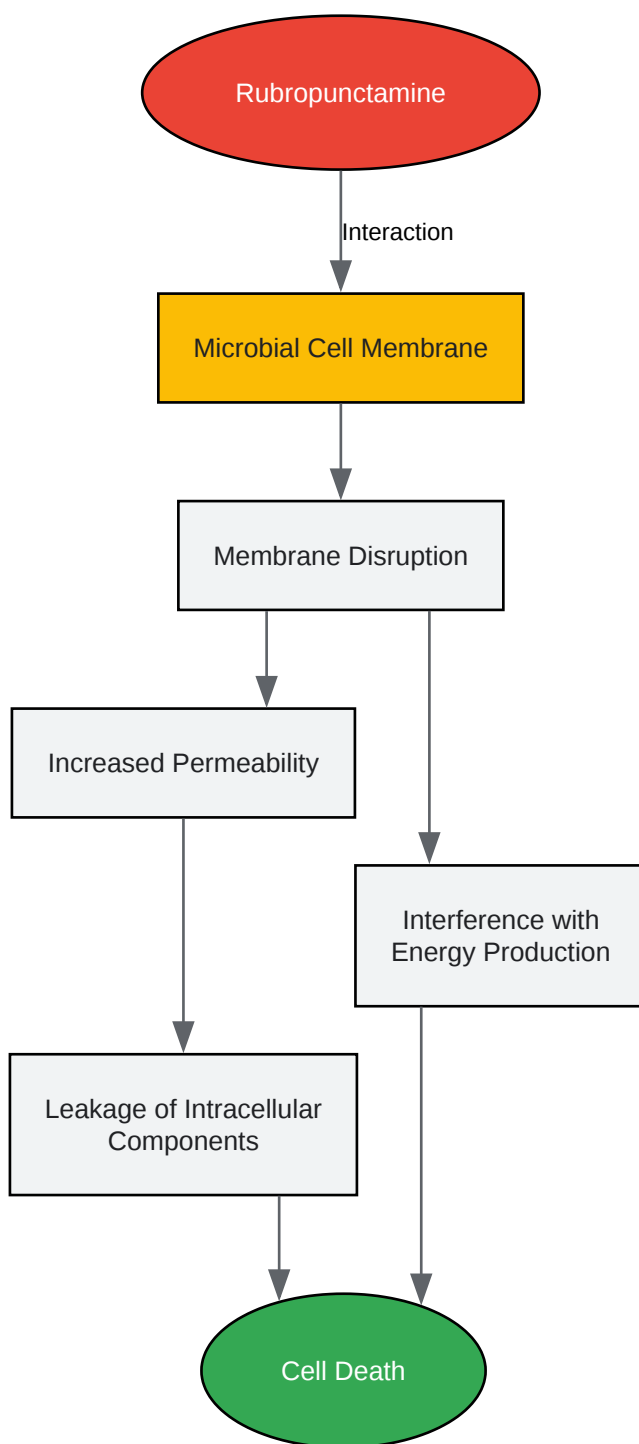 Rubropunctamine
Interaction
Microbial Cell Membrane
Membrane Disruption
Increased Permeability
Interference with
Energy Production
Leakage of Intracellular
Components
Cell Death